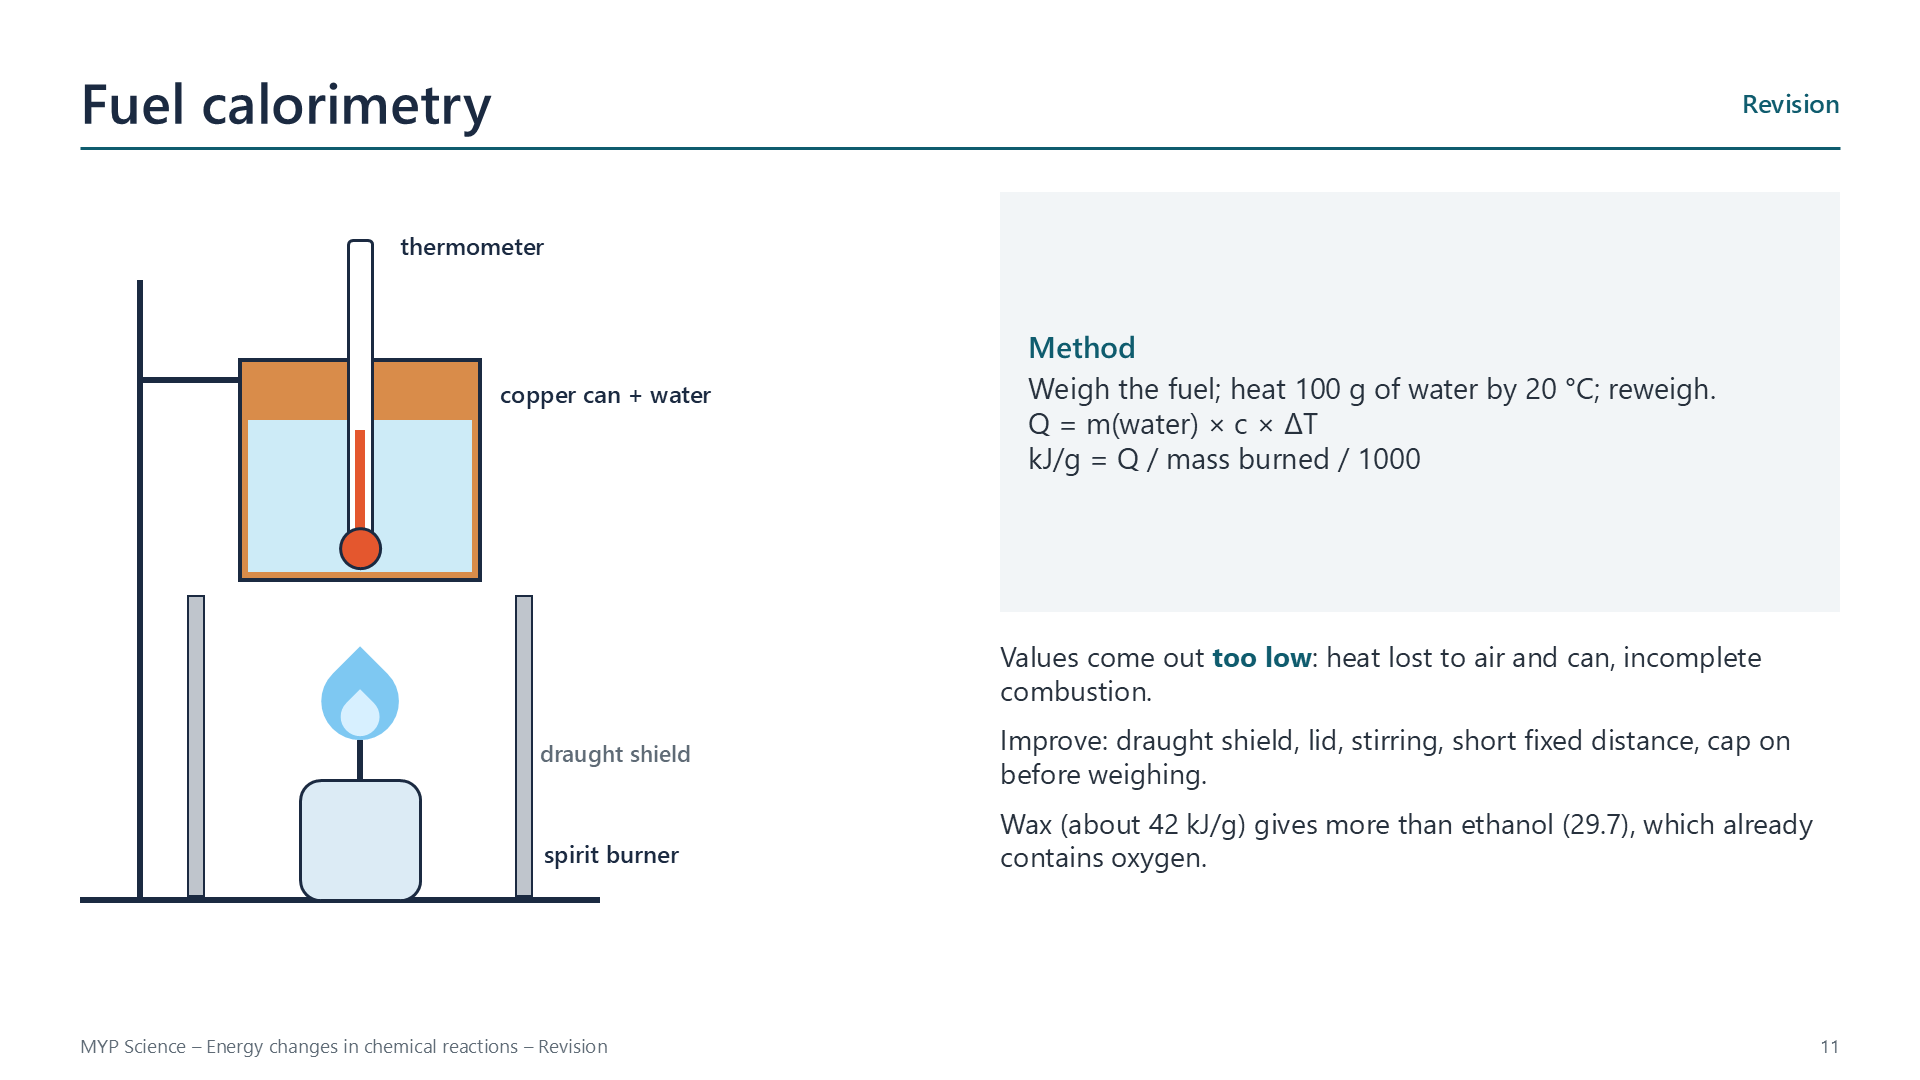 Fuel calorimetry
Revision
thermometer
copper can + water
draught shield
spirit burner
Method
Weigh the fuel; heat 100 g of water by 20 °C; reweigh.
Q = m(water) × c × ΔT
kJ/g = Q / mass burned / 1000
Values come out too low: heat lost to air and can, incomplete
combustion.
Improve: draught shield, lid, stirring, short fixed distance, cap on
before weighing.
Wax (about 42 kJ/g) gives more than ethanol (29.7), which already
contains oxygen.
MYP Science – Energy changes in chemical reactions – Revision
11